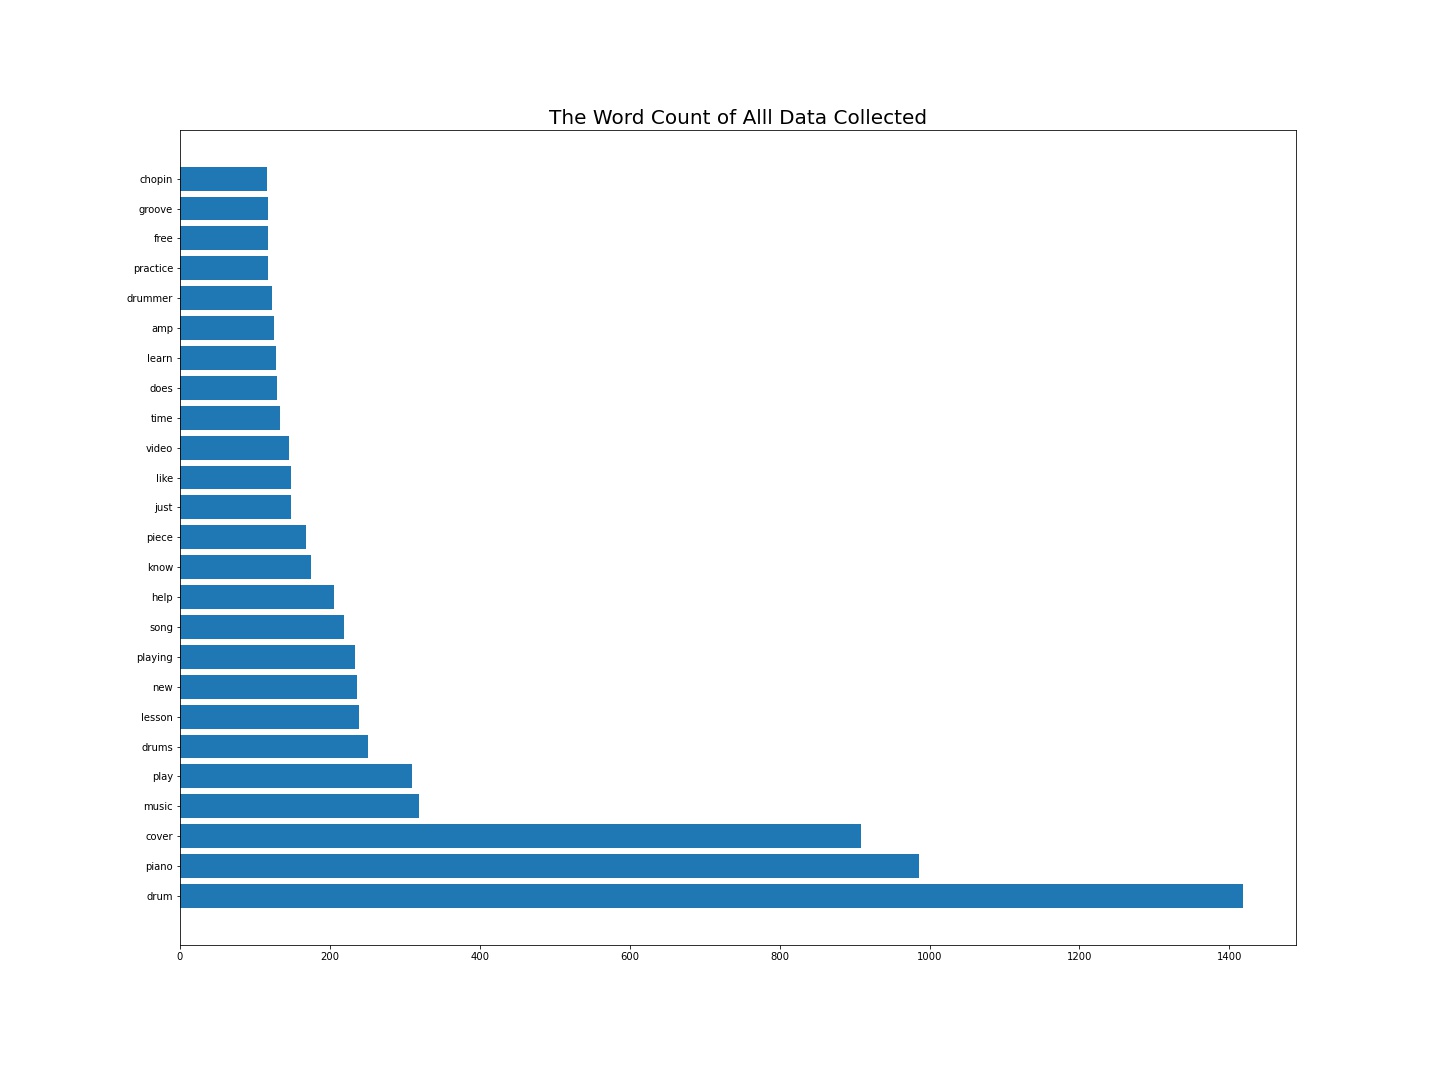 The Word Count of Alll Data Collected
chopin
groove
free
practice
drummer
amp
learn
does
time
video
like
just
piece
know
help
song
playing
new
lesson
drums
play
music
cover
piano
drum
0 200 400 600 800 1000 1200 1400